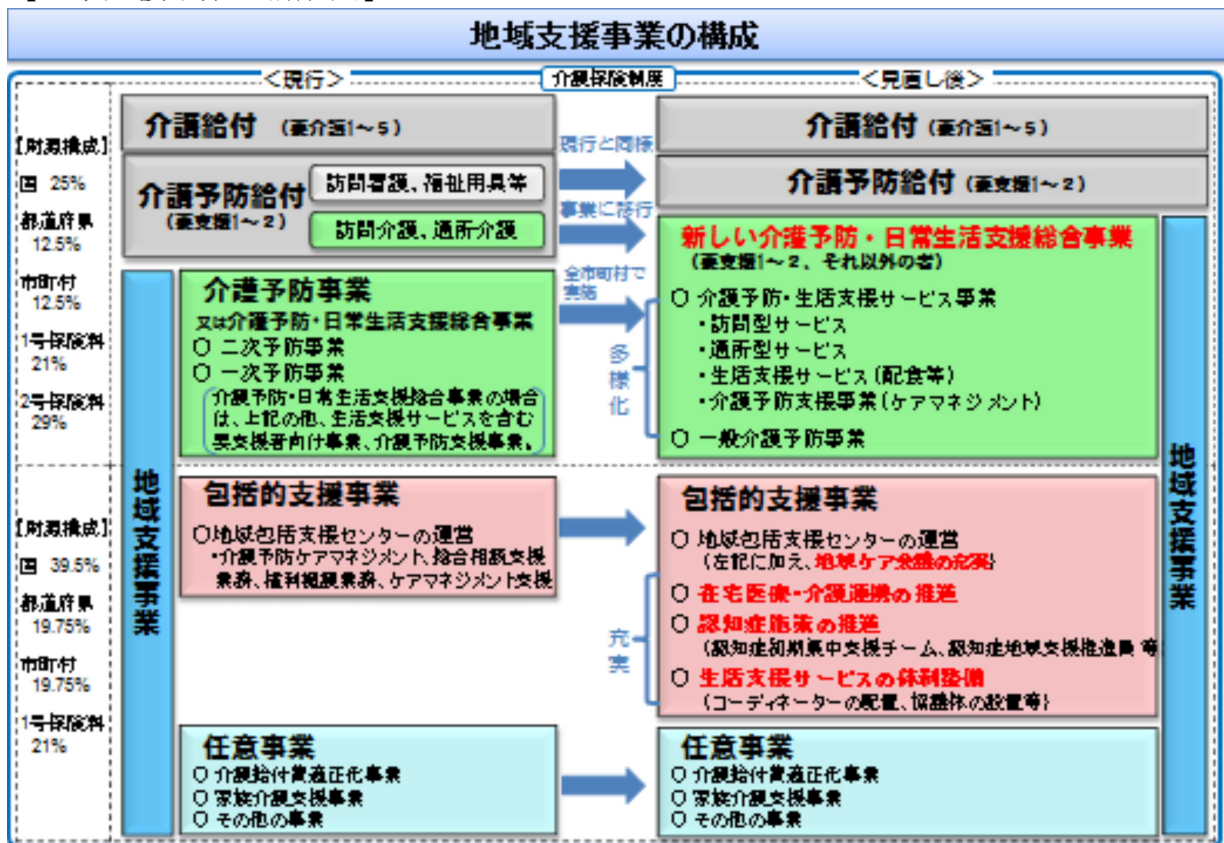 地域支援事業の構成
<現行>
介護保険制度
<見直し後>
【財源構成】
国 25%
都道府県
12.5%
市町村
12.5%
1号保険料
21%
2号保険料
29%
介護給付 (要介護1～5)
介護予防給付
(要支援1～2)
訪問看護、福祉用具等
訪問介護、通所介護
現行と同様
事業に移行
全市町村で
実施
多様化
介護給付 (要介護1～5)
介護予防給付 (要支援1～2)
介護予防事業
又は介護予防・日常生活支援総合事業
○ 二次予防事業
○ 一次予防事業
介護予防・日常生活支援総合事業の場合
は、上記の他、生活支援サービスを含む
要支援者向け事業、介護予防支援事業。
新しい介護予防・日常生活支援総合事業
(要支援1～2、それ以外の者)
○ 介護予防・生活支援サービス事業
・訪問型サービス
・通所型サービス
・生活支援サービス(配食等)
・介護予防支援事業(ケアマネジメント)
○ 一般介護予防事業
地域支援事業
地域支援事業
【財源構成】
国 39.5%
都道府県
19.75%
市町村
19.75%
1号保険料
21%
包括的支援事業
○地域包括支援センターの運営
・介護予防ケアマネジメント、総合相談支援
業務、権利擁護業務、ケアマネジメント支援
充実
包括的支援事業
○ 地域包括支援センターの運営
(左記に加え、地域ケア会議の充実)
○ 在宅医療・介護連携の推進
○ 認知症施策の推進
(認知症初期集中支援チーム、認知症地域支援推進員 等)
○ 生活支援サービスの体制整備
(コーディネーターの配置、協議体の設置等)
任意事業
○ 介護給付費適正化事業
○ 家族介護支援事業
○ その他の事業
任意事業
○ 介護給付費適正化事業
○ 家族介護支援事業
○ その他の事業